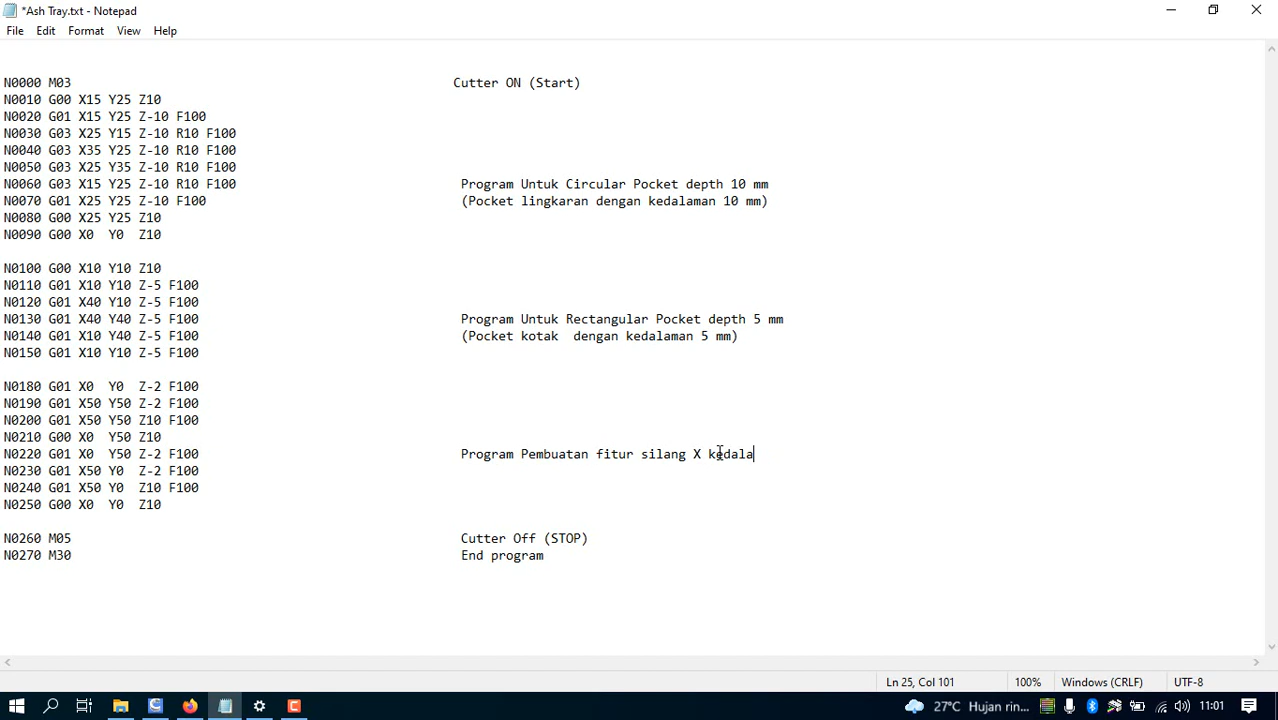 *Ash Tray.txt - Notepad
File Edit Format View Help
N0000 M03 Cutter ON (Start)
N0010 G00 X15 Y25 Z10
N0020 G01 X15 Y25 Z-10 F100
N0030 G03 X25 Y15 Z-10 R10 F100
N0040 G03 X35 Y25 Z-10 R10 F100
N0050 G03 X25 Y35 Z-10 R10 F100
N0060 G03 X15 Y25 Z-10 R10 F100 Program Untuk Circular Pocket depth 10 mm
N0070 G01 X25 Y25 Z-10 F100 (Pocket lingkaran dengan kedalaman 10 mm)
N0080 G00 X25 Y25 Z10
N0090 G00 X0 Y0 Z10
N0100 G00 X10 Y10 Z10
N0110 G01 X10 Y10 Z-5 F100
N0120 G01 X40 Y10 Z-5 F100
N0130 G01 X40 Y40 Z-5 F100 Program Untuk Rectangular Pocket depth 5 mm
N0140 G01 X10 Y40 Z-5 F100 (Pocket kotak dengan kedalaman 5 mm)
N0150 G01 X10 Y10 Z-5 F100
N0180 G01 X0 Y0 Z-2 F100
N0190 G01 X50 Y50 Z-2 F100
N0200 G01 X50 Y50 Z10 F100
N0210 G00 X0 Y50 Z10
N0220 G01 X0 Y50 Z-2 F100 Program Pembuatan fitur silang X kedala
N0230 G01 X50 Y0 Z-2 F100
N0240 G01 X50 Y0 Z10 F100
N0250 G00 X0 Y0 Z10
N0260 M05 Cutter Off (STOP)
N0270 M30 End program
Ln 25, Col 101 100% Windows (CRLF) UTF-8
27°C Hujan rin... 11:01